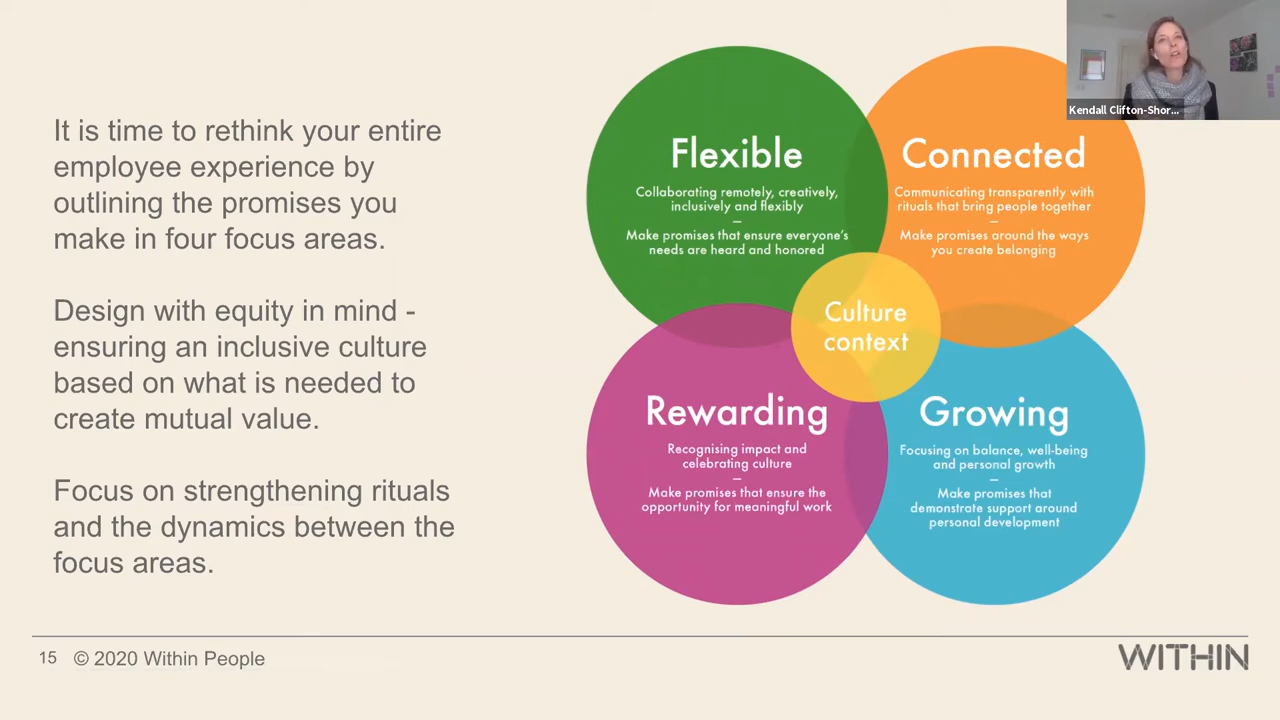 It is time to rethink your entire
employee experience by
outlining the promises you
make in four focus areas.
Design with equity in mind -
ensuring an inclusive culture
based on what is needed to
create mutual value.
Focus on strengthening rituals
and the dynamics between the
focus areas.
Flexible
Collaborating remotely, creatively,
inclusively and flexibly
—
Make promises that ensure everyone's
needs are heard and honored
Connected
Communicating transparently with
rituals that bring people together
—
Make promises around the ways
you create belonging
Culture
context
Rewarding
Recognising impact and
celebrating culture
—
Make promises that ensure the
opportunity for meaningful work
Growing
Focusing on balance, well-being
and personal growth
—
Make promises that
demonstrate support around
personal development
Kendall Clifton-Shor...
15 © 2020 Within People
WITHIN